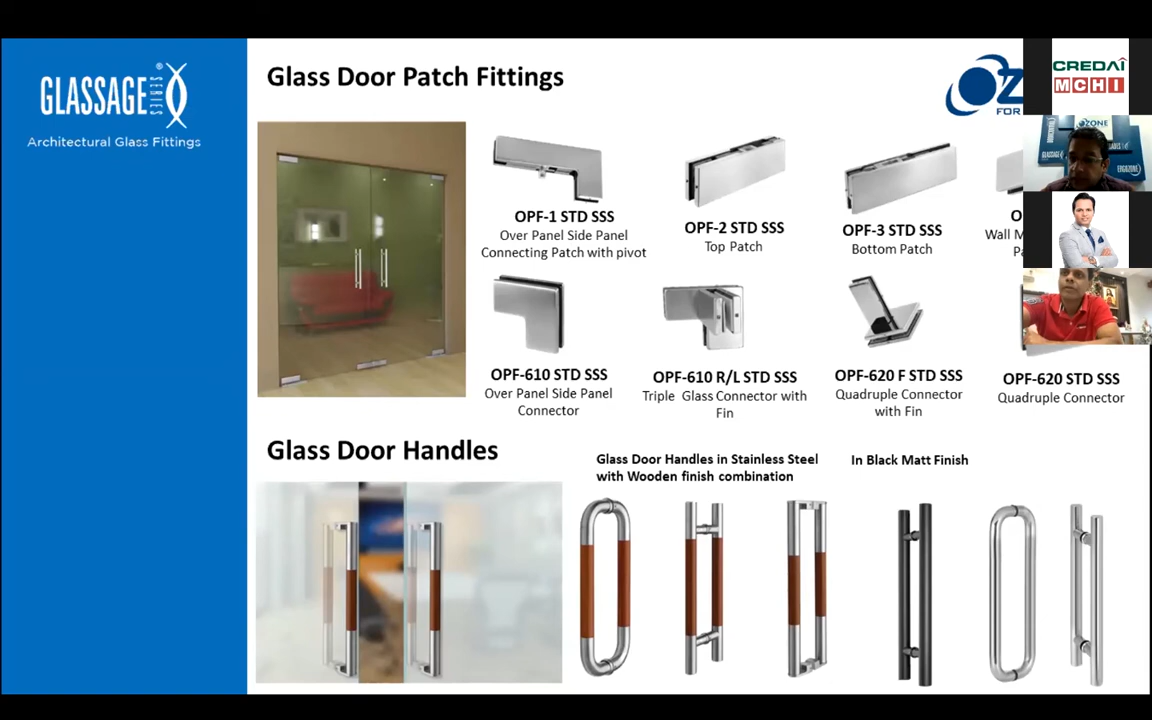 GLASSAGE
SERIES
®
Architectural Glass Fittings
Glass Door Patch Fittings
FOR
CREDAI
MCHI
OZONE
GLASSAGE
OPF-1 STD SSS
Over Panel Side Panel
Connecting Patch with pivot
OPF-2 STD SSS
Top Patch
OPF-3 STD SSS
Bottom Patch
Wall
OPF-610 STD SSS
Over Panel Side Panel
Connector
OPF-610 R/L STD SSS
Triple Glass Connector with
Fin
OPF-620 F STD SSS
Quadruple Connector
with Fin
OPF-620 STD SSS
Quadruple Connector
Glass Door Handles
Glass Door Handles in Stainless Steel
with Wooden finish combination
In Black Matt Finish